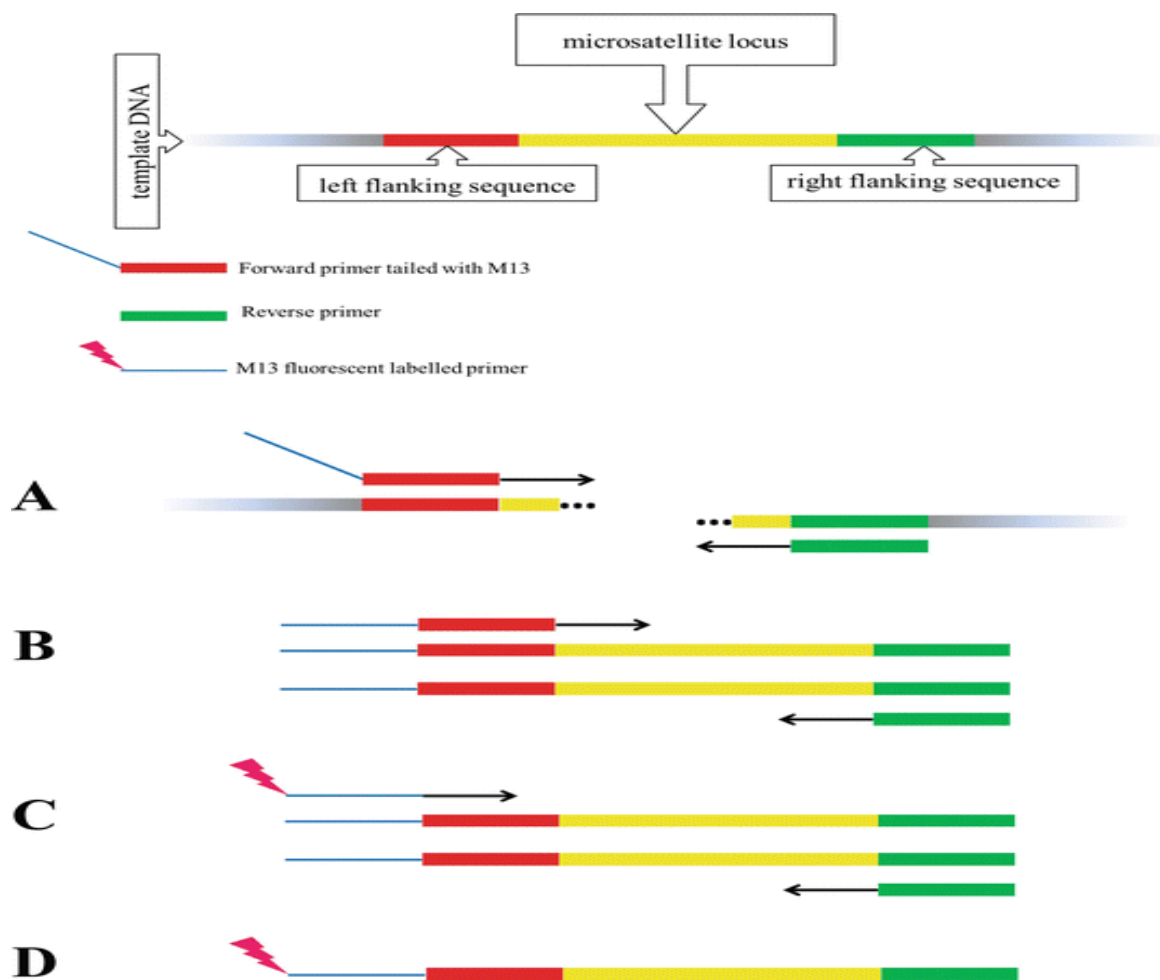 microsatellite locus
template DNA
left flanking sequence
right flanking sequence
Forward primer tailed with M13
Reverse primer
M13 fluorescent labelled primer
A
B
C
D